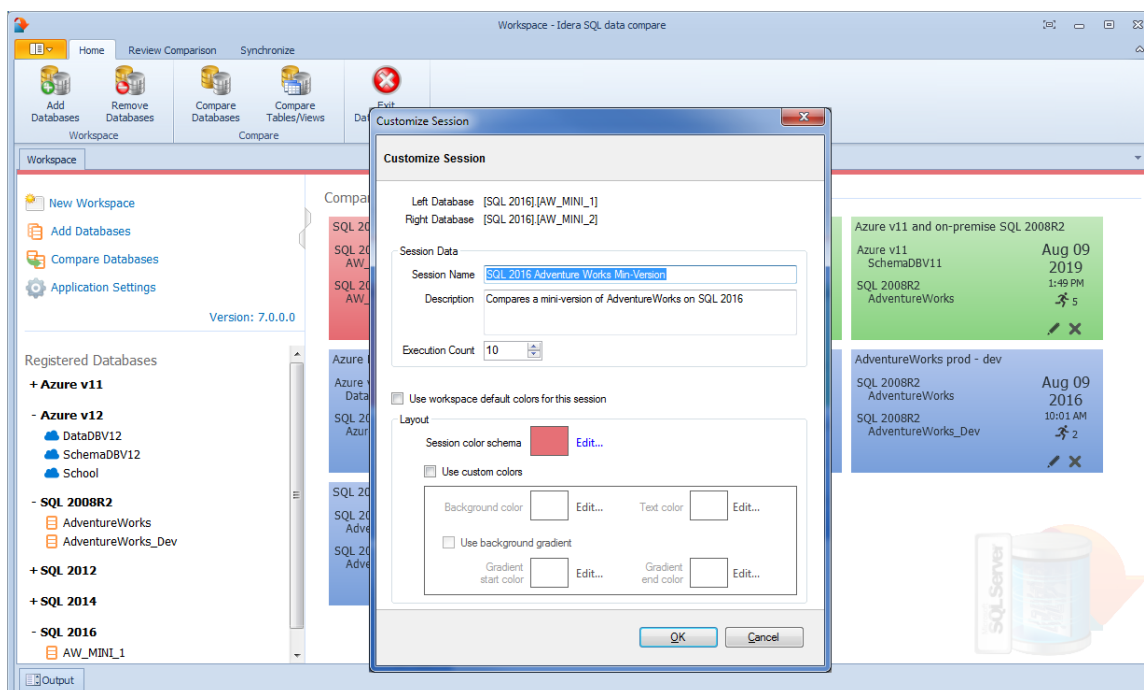 Workspace - Idera SQL data compare
Home Review Comparison Synchronize
Add Databases
Remove Databases
Compare Databases
Compare Tables/Views
Exit
Workspace Compare
Workspace
New Workspace
Add Databases
Compare Databases
Application Settings
Version: 7.0.0.0
Registered Databases
+ Azure v11
- Azure v12
DataDBV12
SchemaDBV12
School
- SQL 2008R2
AdventureWorks
AdventureWorks_Dev
+ SQL 2012
+ SQL 2014
- SQL 2016
AW_MINI_1
Output
Customize Session
Customize Session
Left Database [SQL 2016].[AW_MINI_1]
Right Database [SQL 2016].[AW_MINI_2]
Session Data
Session Name SQL 2016 Adventure Works Min-Version
Description Compares a mini-version of AdventureWorks on SQL 2016
Execution Count 10
Use workspace default colors for this session
Layout
Session color schema Edit...
Use custom colors
Background color Edit... Text color Edit...
Use background gradient
Gradient start color Edit... Gradient end color Edit...
OK Cancel
Azure v11 and on-premise SQL 2008R2
Azure v11
SchemaDBV11
SQL 2008R2
AdventureWorks
Aug 09
2019
1:49 PM
5
AdventureWorks prod - dev
SQL 2008R2
AdventureWorks
SQL 2008R2
AdventureWorks_Dev
Aug 09
2016
10:01 AM
2
SQLServer